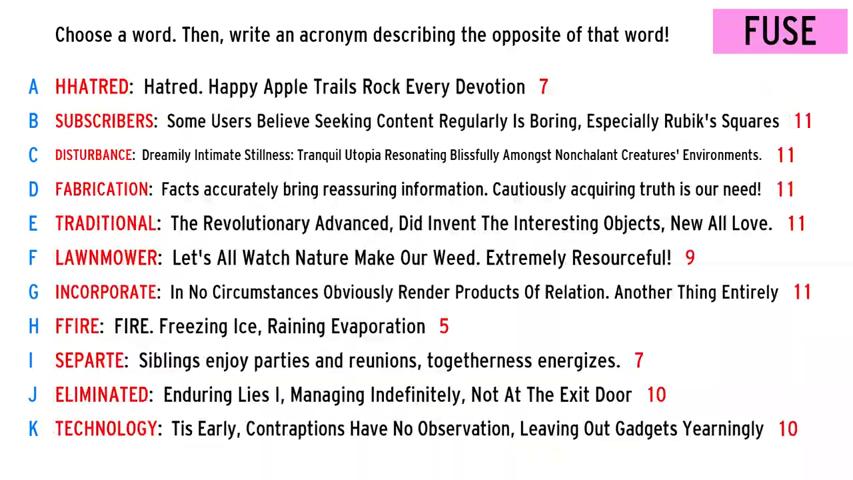 Choose a word. Then, write an acronym describing the opposite of that word!
FUSE
A HHATRED: Hatred. Happy Apple Trails Rock Every Devotion 7
B SUBSCRIBERS: Some Users Believe Seeking Content Regularly Is Boring, Especially Rubik's Squares 11
C DISTURBANCE: Dreamily Intimate Stillness: Tranquil Utopia Resonating Blissfully Amongst Nonchalant Creatures' Environments. 11
D FABRICATION: Facts accurately bring reassuring information. Cautiously acquiring truth is our need! 11
E TRADITIONAL: The Revolutionary Advanced, Did Invent The Interesting Objects, New All Love. 11
F LAWNMOWER: Let's All Watch Nature Make Our Weed. Extremely Resourceful! 9
G INCORPORATE: In No Circumstances Obviously Render Products Of Relation. Another Thing Entirely 11
H FFIRE: FIRE. Freezing Ice, Raining Evaporation 5
I SEPARTE: Siblings enjoy parties and reunions, togetherness energizes. 7
J ELIMINATED: Enduring Lies I, Managing Indefinitely, Not At The Exit Door 10
K TECHNOLOGY: Tis Early, Contraptions Have No Observation, Leaving Out Gadgets Yearningly 10